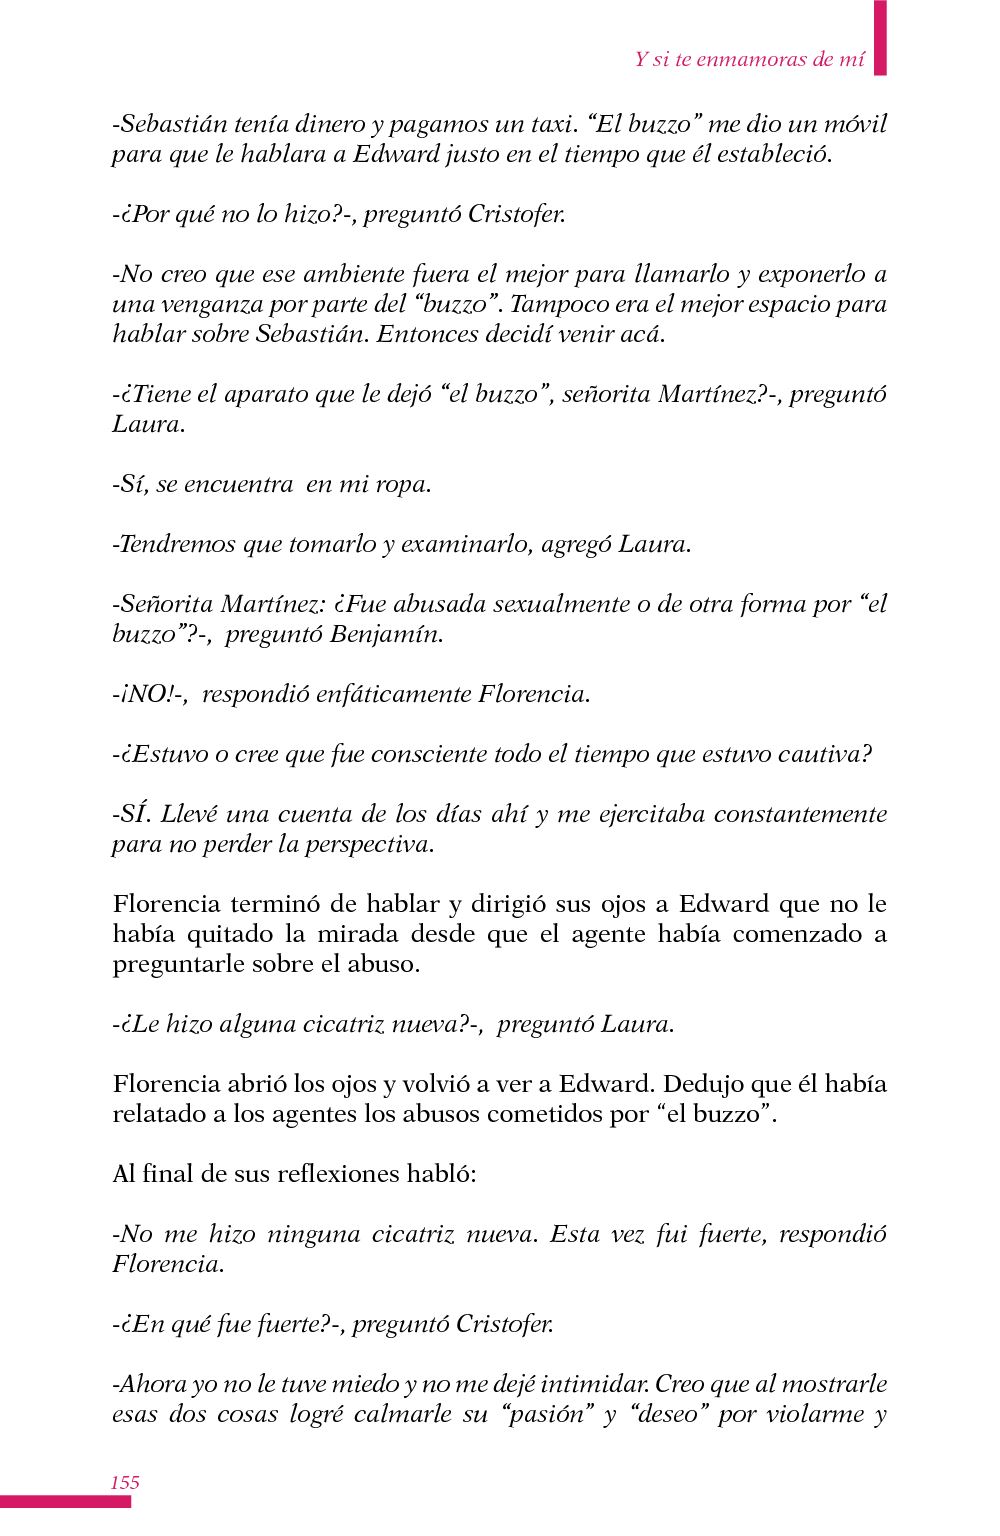 Y si te enmamoras de mí
-Sebastián tenía dinero y pagamos un taxi. “El buzzo” me dio un móvil
para que le hablara a Edward justo en el tiempo que él estableció.
-¿Por qué no lo hizo?-, preguntó Cristofer.
-No creo que ese ambiente fuera el mejor para llamarlo y exponerlo a
una venganza por parte del “buzzo”. Tampoco era el mejor espacio para
hablar sobre Sebastián. Entonces decidí venir acá.
-¿Tiene el aparato que le dejó “el buzzo”, señorita Martínez?-, preguntó
Laura.
-Sí, se encuentra  en mi ropa.
-Tendremos que tomarlo y examinarlo, agregó Laura.
-Señorita Martínez: ¿Fue abusada sexualmente o de otra forma por “el
buzzo”?-,  preguntó Benjamín.
-¡NO!-,  respondió enfáticamente Florencia.
-¿Estuvo o cree que fue consciente todo el tiempo que estuvo cautiva?
-SÍ. Llevé una cuenta de los días ahí y me ejercitaba constantemente
para no perder la perspectiva.
Florencia terminó de hablar y dirigió sus ojos a Edward que no le
había quitado la mirada desde que el agente había comenzado a
preguntarle sobre el abuso.
-¿Le hizo alguna cicatriz nueva?-,  preguntó Laura.
Florencia abrió los ojos y volvió a ver a Edward. Dedujo que él había
relatado a los agentes los abusos cometidos por “el buzzo”.
Al final de sus reflexiones habló:
-No me hizo ninguna cicatriz nueva. Esta vez fui fuerte, respondió
Florencia.
-¿En qué fue fuerte?-, preguntó Cristofer.
-Ahora yo no le tuve miedo y no me dejé intimidar. Creo que al mostrarle
esas dos cosas logré calmarle su “pasión” y “deseo” por violarme y
155